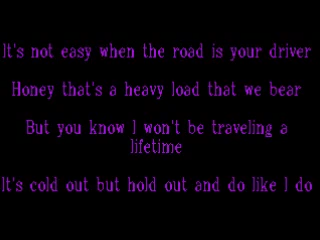 It's not easy when the road is your driver
Honey that's a heavy load that we bear
But you know I won't be traveling a
lifetime
It's cold out but hold out and do like I do